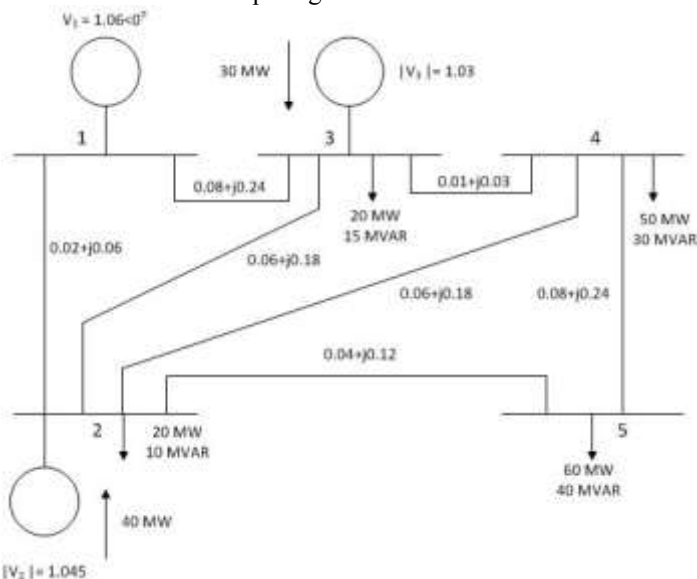 V₁ = 1.06<0⁰
30 MW
|V₃ |= 1.03
1
3
4
0.08+j0.24
0.01+j0.03
20 MW
15 MVAR
50 MW
30 MVAR
0.02+j0.06
0.06+j0.18
0.06+j0.18
0.08+j0.24
0.04+j0.12
2
20 MW
10 MVAR
5
60 MW
40 MVAR
40 MW
|V₂ |= 1.045